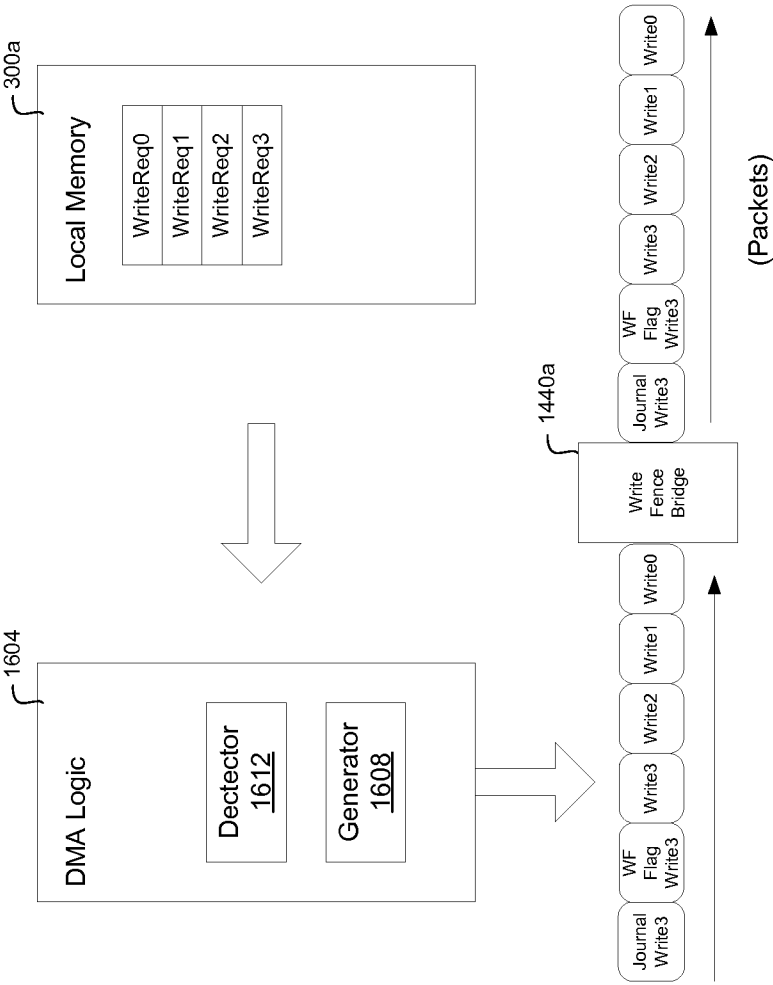 1604
DMA Logic
Dectector
1612
Generator
1608
300a
Local Memory
WriteReq0
WriteReq1
WriteReq2
WriteReq3
1440a
Journal
Write3
WF
Flag
Write3
Write3
Write2
Write1
Write0
Write
Fence
Bridge
Journal
Write3
WF
Flag
Write3
Write3
Write2
Write1
Write0
(Packets)